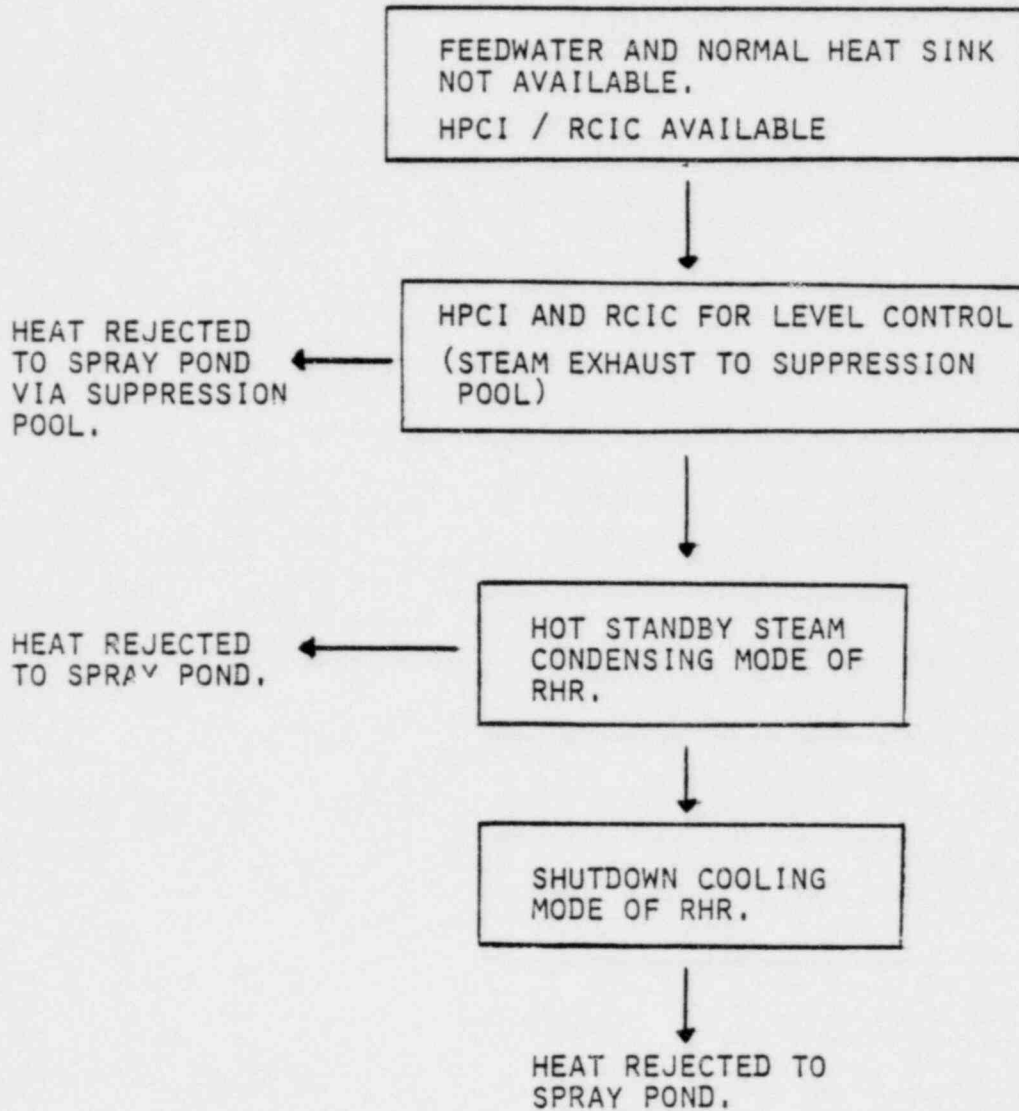 FEEDWATER AND NORMAL HEAT SINK
NOT AVAILABLE.
HPCI / RCIC AVAILABLE
HEAT REJECTED
TO SPRAY POND
VIA SUPPRESSION
POOL.
HPCI AND RCIC FOR LEVEL CONTROL
(STEAM EXHAUST TO SUPPRESSION
POOL)
HEAT REJECTED
TO SPRAY POND.
HOT STANDBY STEAM
CONDENSING MODE OF
RHR.
SHUTDOWN COOLING
MODE OF RHR.
HEAT REJECTED TO
SPRAY POND.